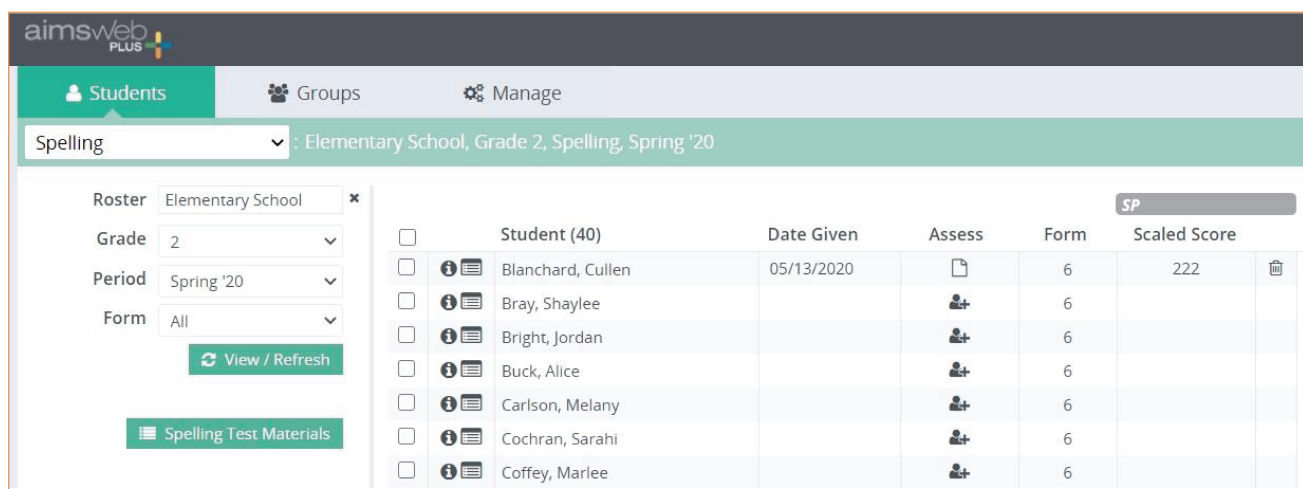 aimsweb
PLUS
Students Groups Manage
Spelling : Elementary School, Grade 2, Spelling, Spring '20
Roster Elementary School
Grade 2
Period Spring '20
Form All
View / Refresh
Spelling Test Materials
SP
Student (40) Date Given Assess Form Scaled Score
Blanchard, Cullen 05/13/2020 6 222
Bray, Shaylee 6
Bright, Jordan 6
Buck, Alice 6
Carlson, Melany 6
Cochran, Sarahi 6
Coffey, Marlee 6